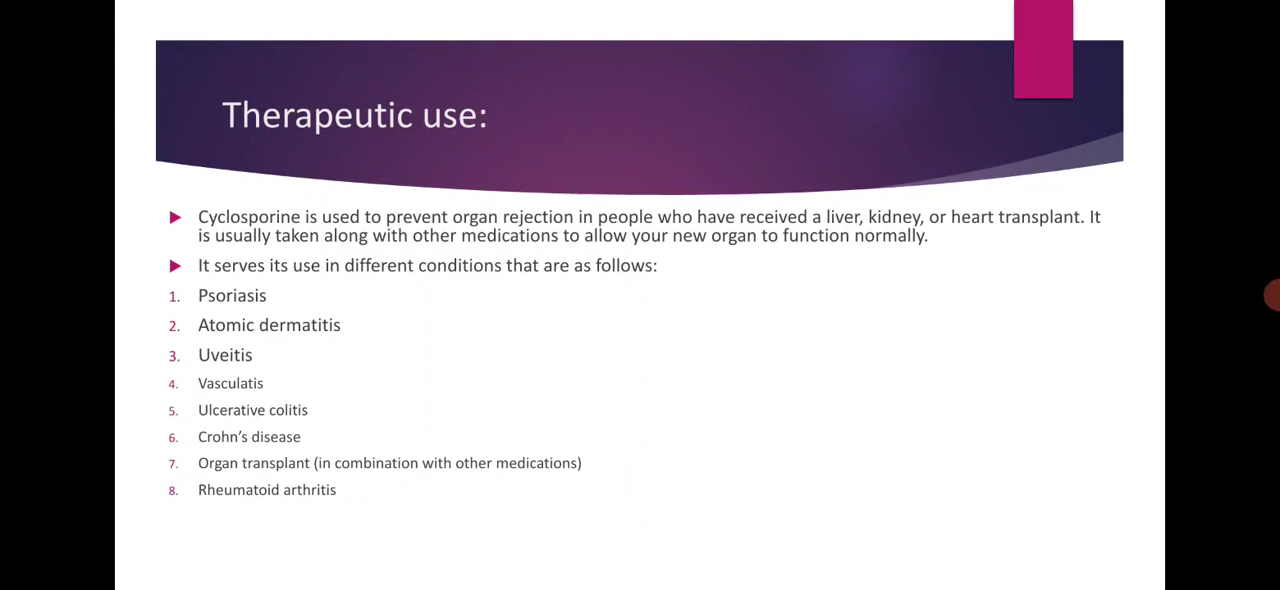 Therapeutic use:
Cyclosporine is used to prevent organ rejection in people who have received a liver, kidney, or heart transplant. It
is usually taken along with other medications to allow your new organ to function normally.
It serves its use in different conditions that are as follows:
1. Psoriasis
2. Atomic dermatitis
3. Uveitis
4. Vasculatis
5. Ulcerative colitis
6. Crohn's disease
7. Organ transplant (in combination with other medications)
8. Rheumatoid arthritis